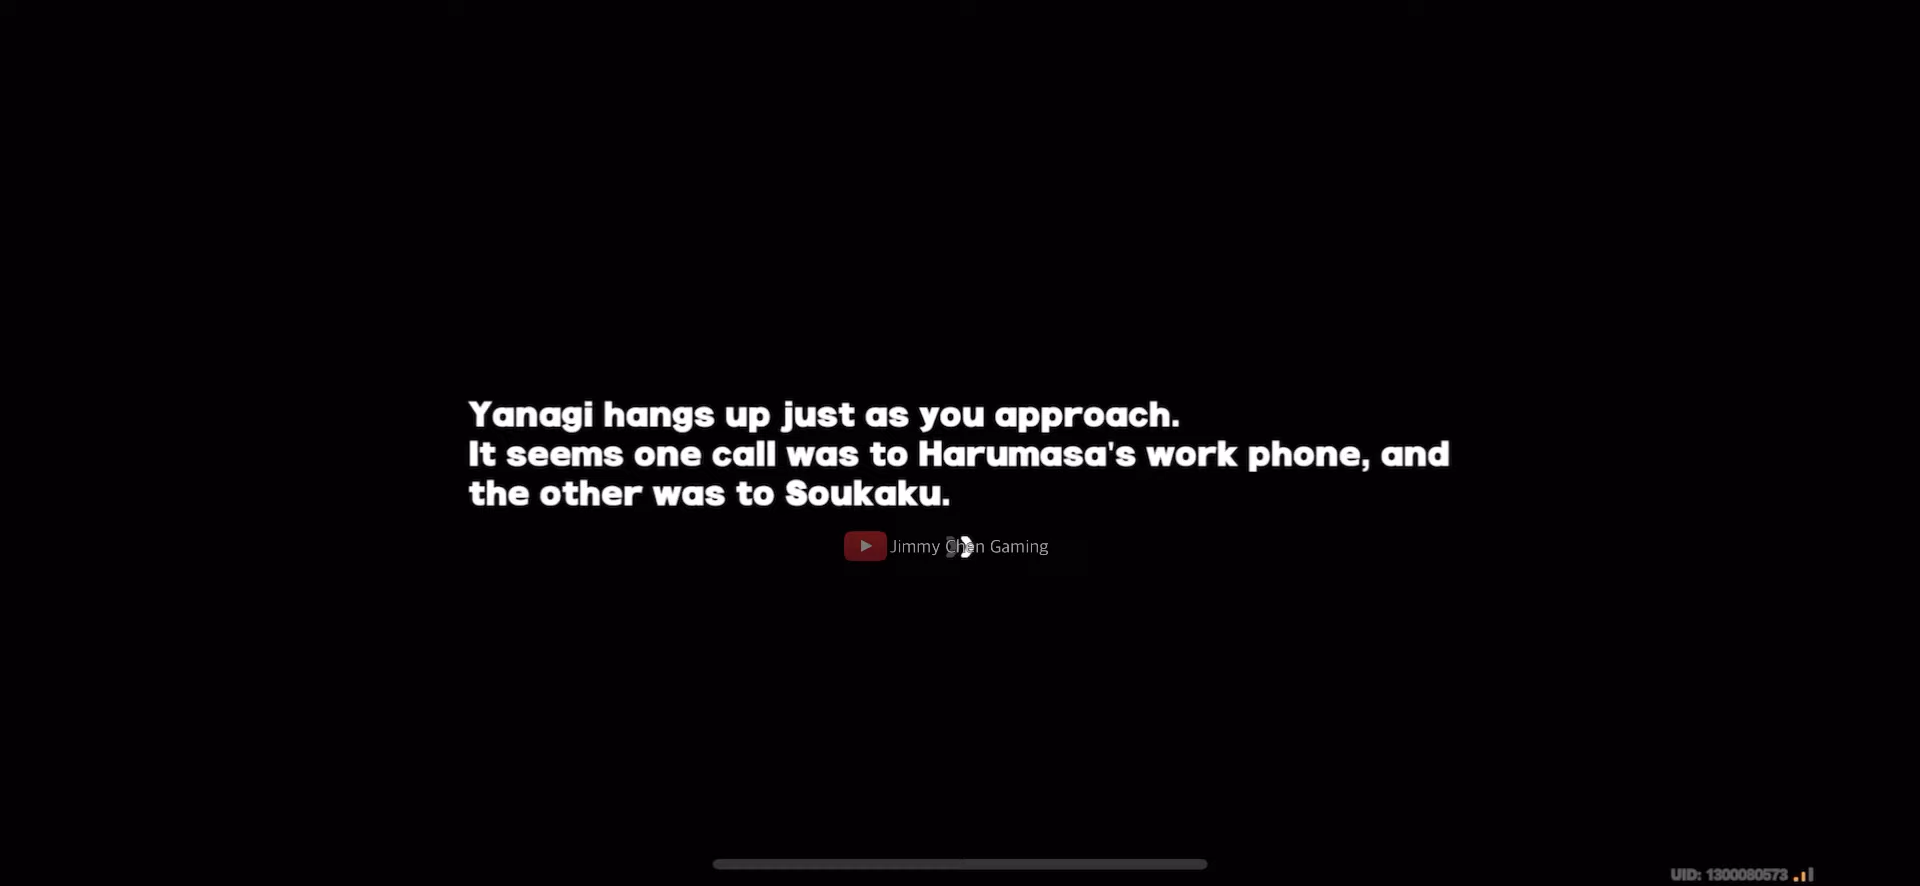 Yanagi hangs up just as you approach.
It seems one call was to Harumasa's work phone, and
the other was to Soukaku.
Jimmy Chen Gaming
UID: 1300080573